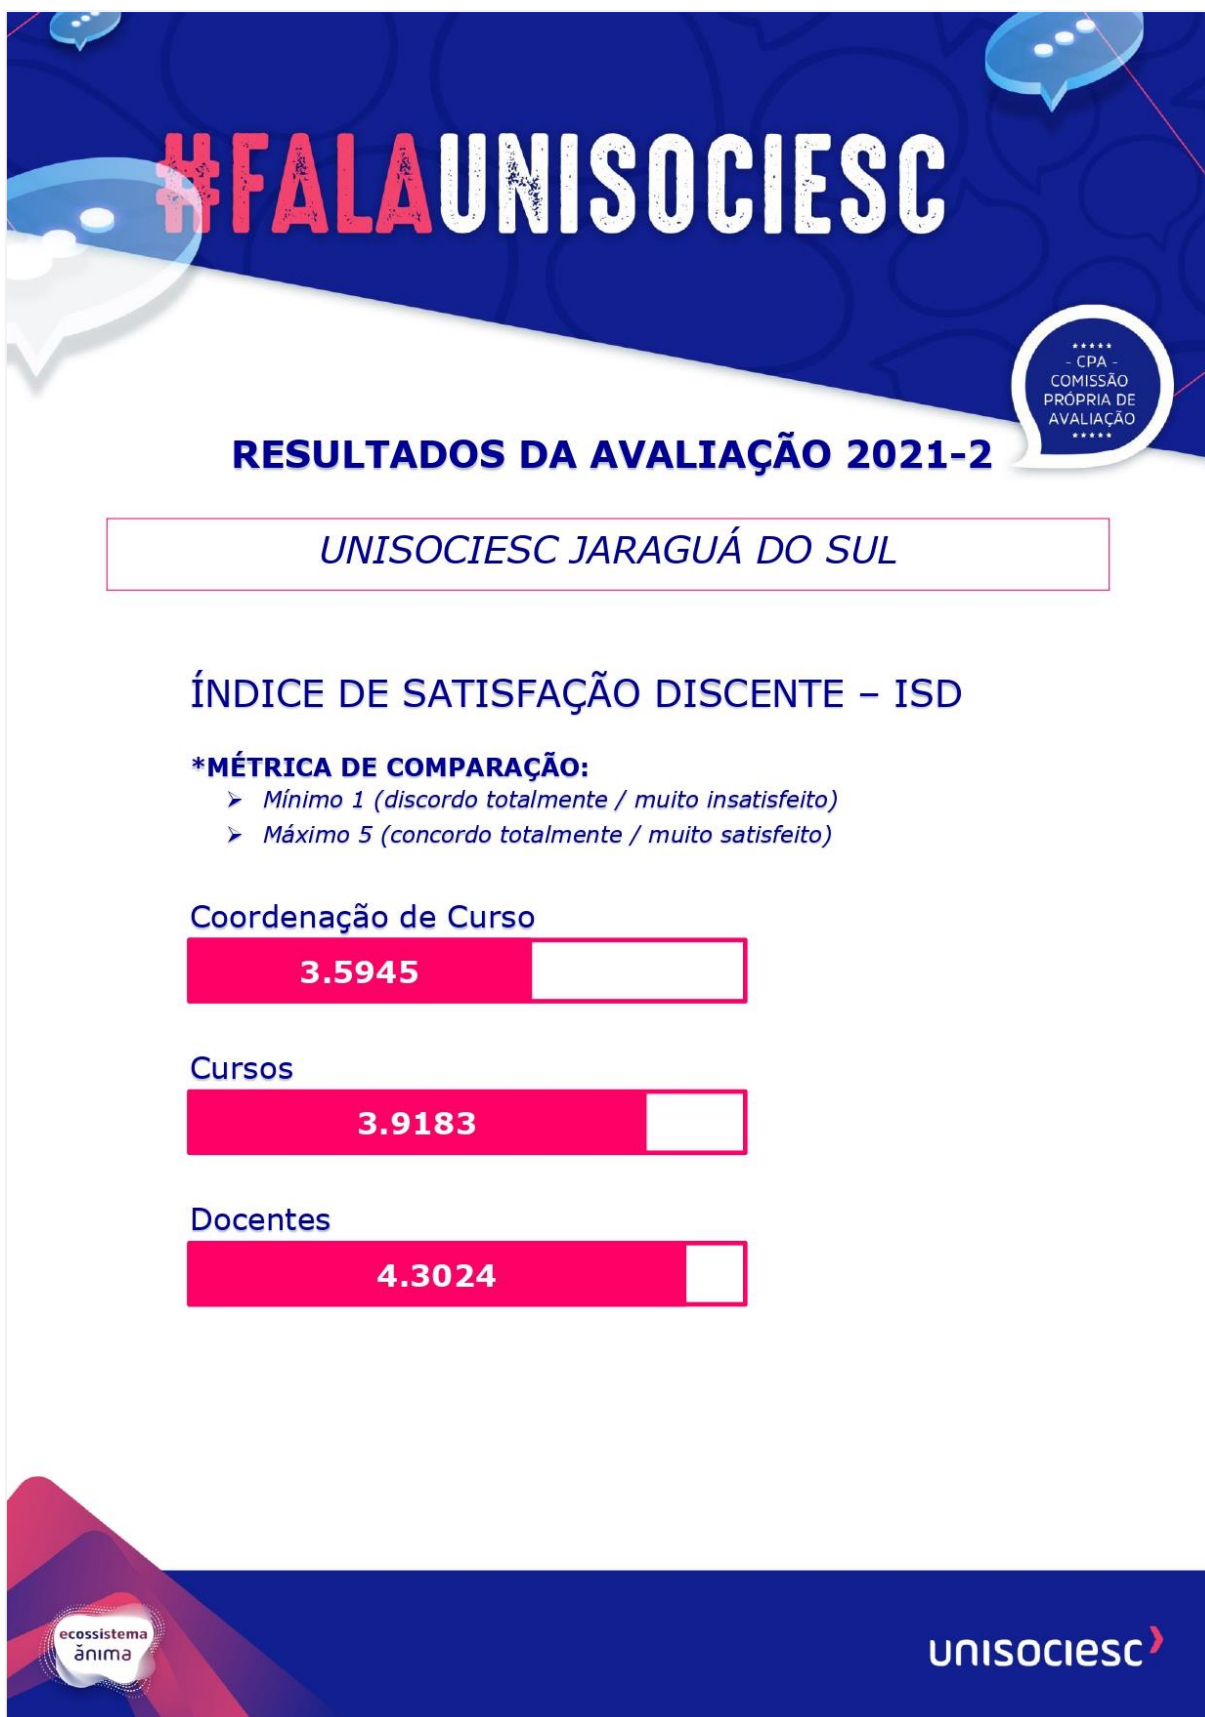 #FALAUNISOCIESC
*****
- CPA -
COMISSÃO
PRÓPRIA DE
AVALIAÇÃO
*****
RESULTADOS DA AVALIAÇÃO 2021-2
UNISOCIESC JARAGUÁ DO SUL
ÍNDICE DE SATISFAÇÃO DISCENTE – ISD
*MÉTRICA DE COMPARAÇÃO:
➢ Mínimo 1 (discordo totalmente / muito insatisfeito)
➢ Máximo 5 (concordo totalmente / muito satisfeito)
Coordenação de Curso
3.5945
Cursos
3.9183
Docentes
4.3024
ecossistema
ănıma
unısocıesc